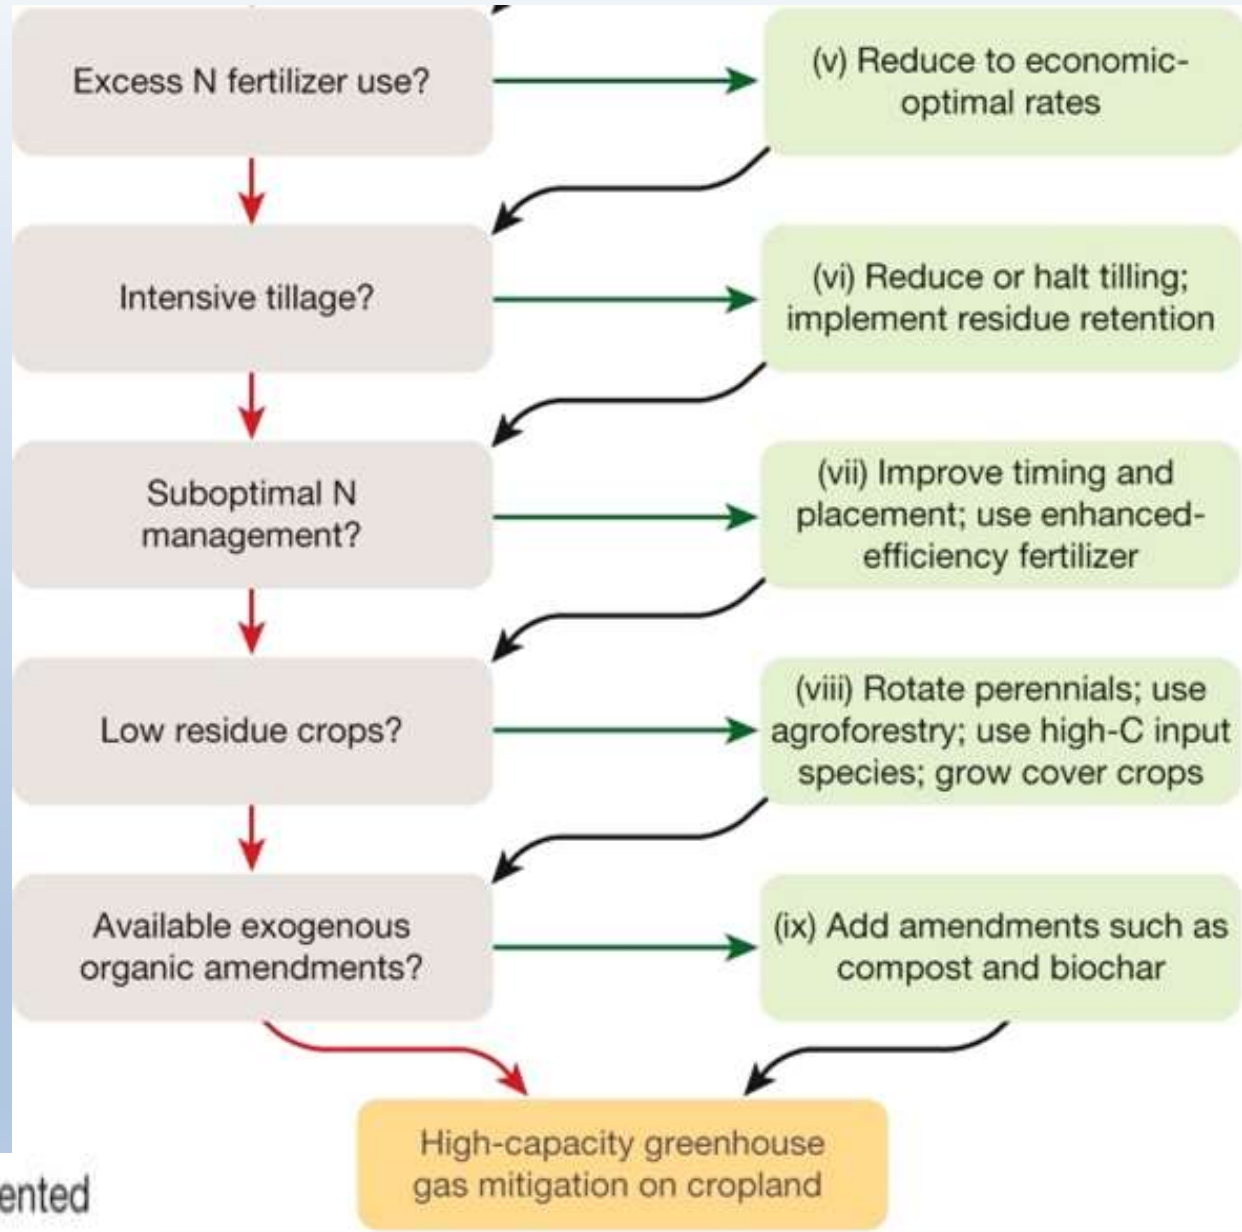 Excess N fertilizer use?
(v) Reduce to economic-
optimal rates
Intensive tillage?
(vi) Reduce or halt tilling;
implement residue retention
Suboptimal N
management?
(vii) Improve timing and
placement; use enhanced-
efficiency fertilizer
Low residue crops?
(viii) Rotate perennials; use
agroforestry; use high-C input
species; grow cover crops
Available exogenous
organic amendments?
(ix) Add amendments such as
compost and biochar
High-capacity greenhouse
gas mitigation on cropland
ented